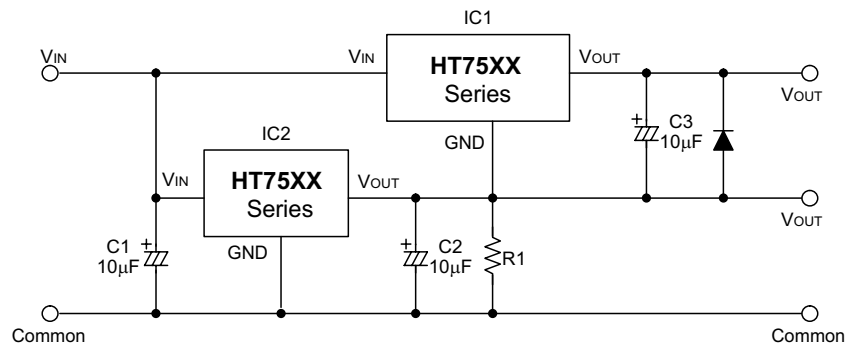 IC1
VIN
VIN
HT75XX
Series
VOUT
VOUT
GND
C3
10μF
IC2
VIN
HT75XX
Series
VOUT
VOUT
GND
C1
10μF
C2
10μF
R1
Common
Common
+
+
+